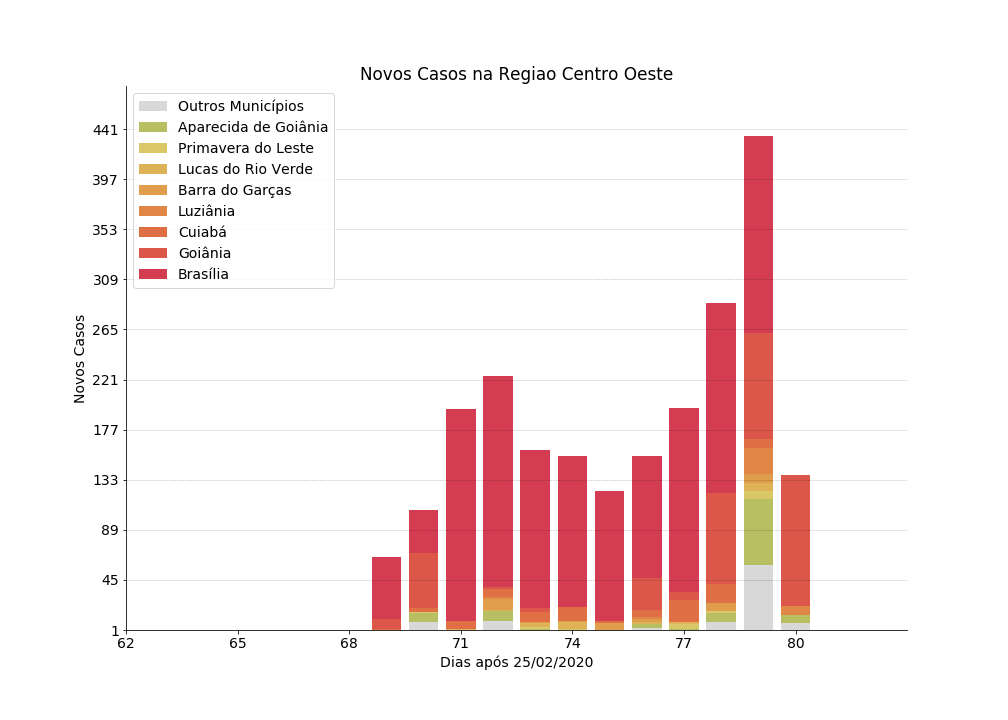 Novos Casos na Regiao Centro Oeste
Outros Municípios
Aparecida de Goiânia
Primavera do Leste
Lucas do Rio Verde
Barra do Garças
Luziânia
Cuiabá
Goiânia
Brasília
441
397
353
309
265
221
177
133
89
45
1
Novos Casos
62 65 68 71 74 77 80
Dias após 25/02/2020